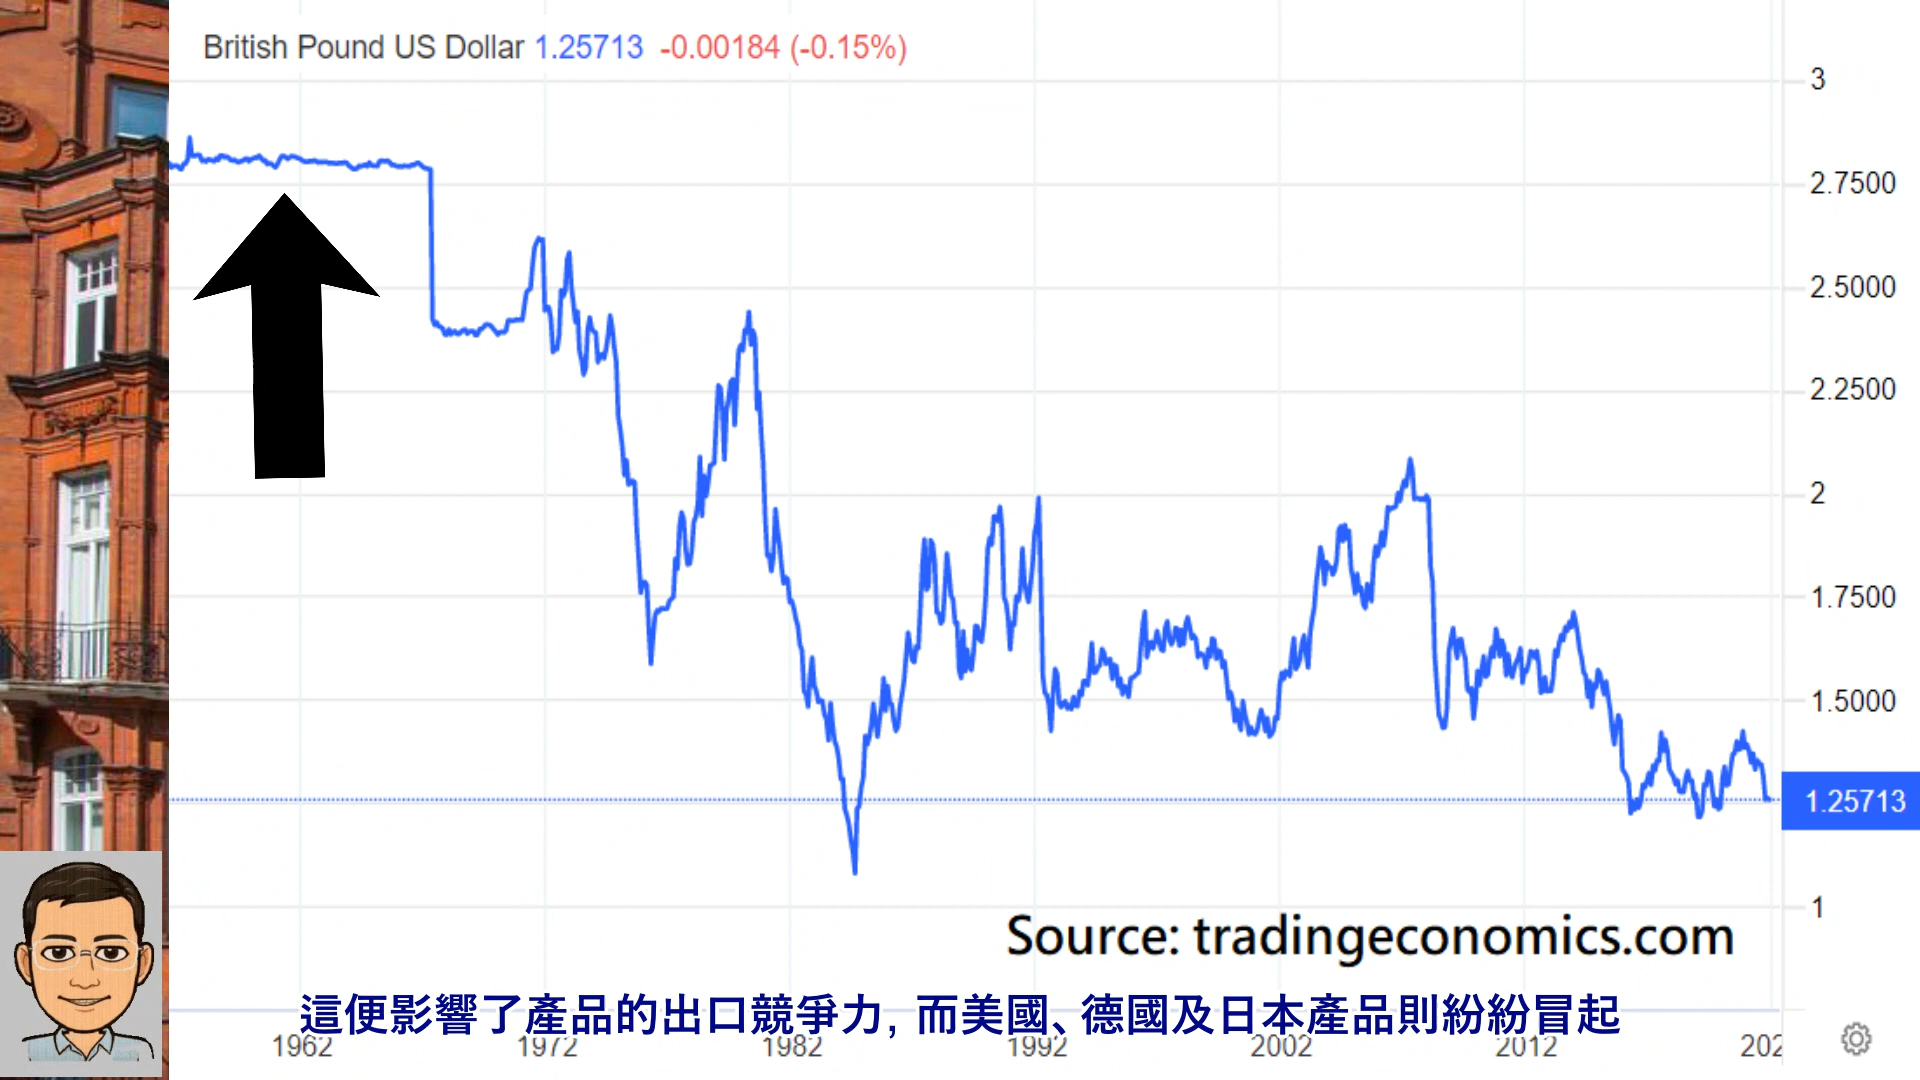 British Pound US Dollar 1.25713 -0.00184 (-0.15%)
3
2.7500
2.5000
2.2500
2
1.7500
1.5000
1.25713
1
Source: tradingeconomics.com
這便影響了產品的出口競爭力, 而美國、德國及日本產品則紛紛冒起
1962 1972 1982 1992 2002 2012 202